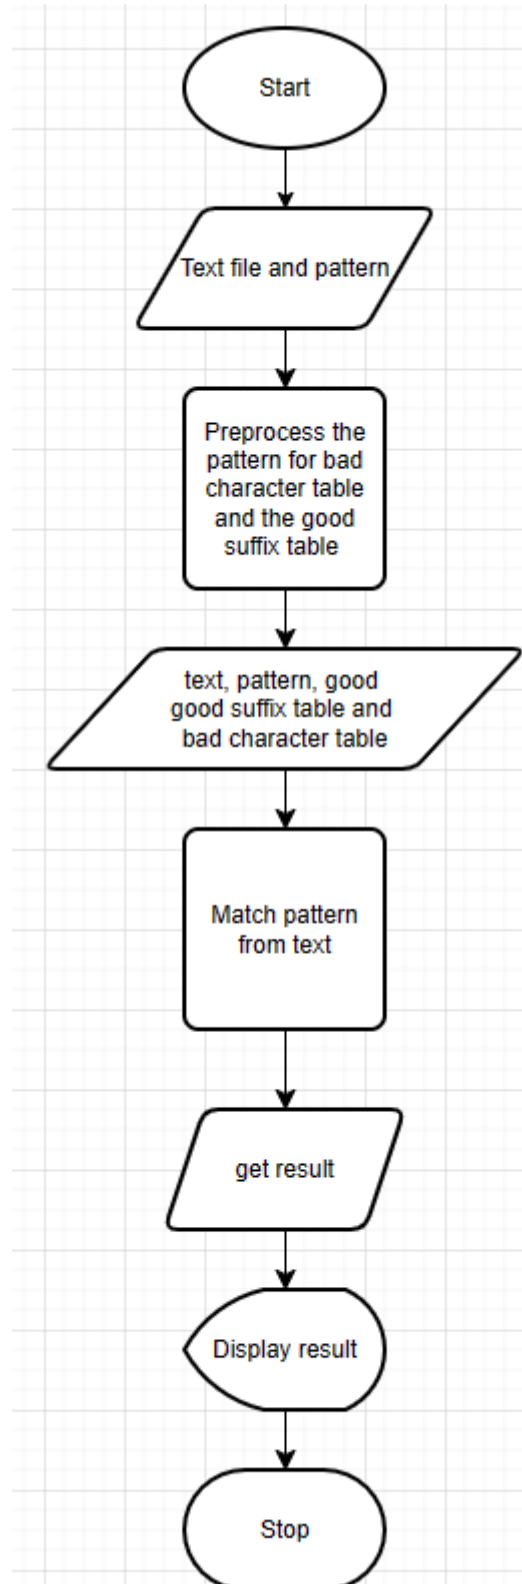 Start
Text file and pattern
Preprocess the
pattern for bad
character table
and the good
suffix table
text, pattern, good
good suffix table and
bad character table
Match pattern
from text
get result
Display result
Stop